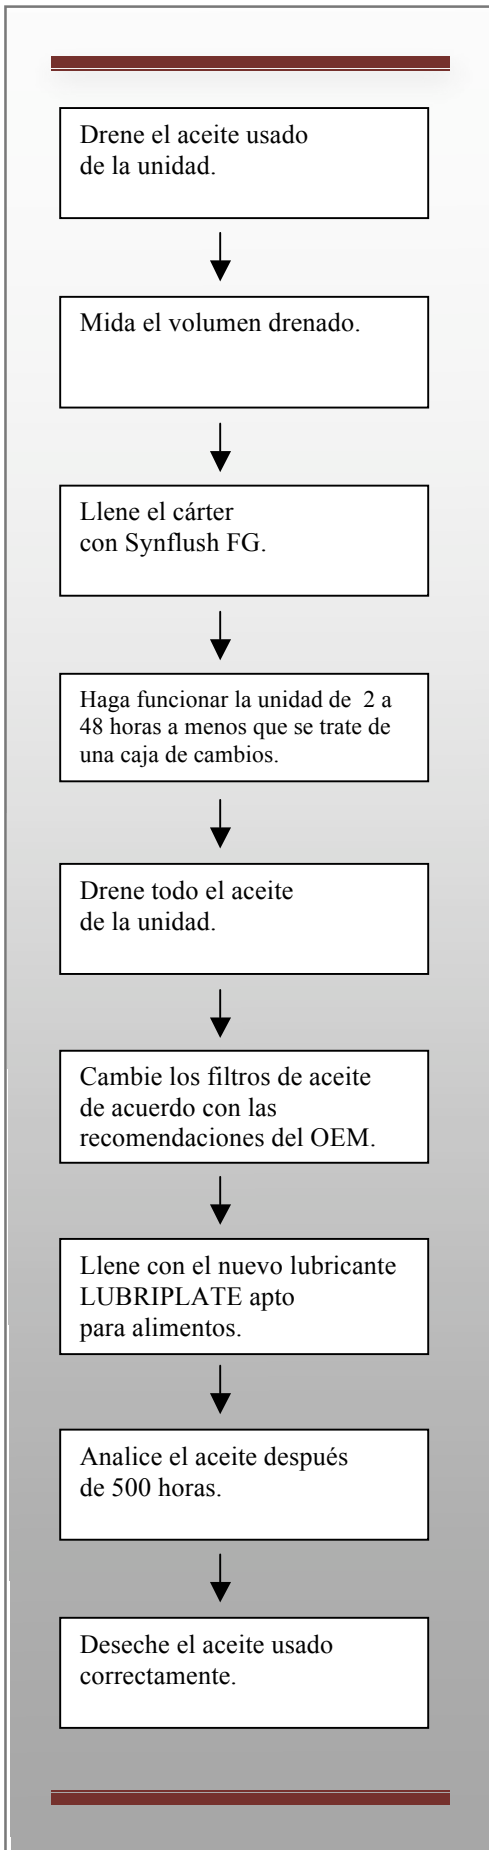 Drene el aceite usado
de la unidad.
Mida el volumen drenado.
Llene el cárter
con Synflush FG.
Haga funcionar la unidad de 2 a
48 horas a menos que se trate de
una caja de cambios.
Drene todo el aceite
de la unidad.
Cambie los filtros de aceite
de acuerdo con las
recomendaciones del OEM.
Llene con el nuevo lubricante
LUBRIPLATE apto
para alimentos.
Analice el aceite después
de 500 horas.
Deseche el aceite usado
correctamente.